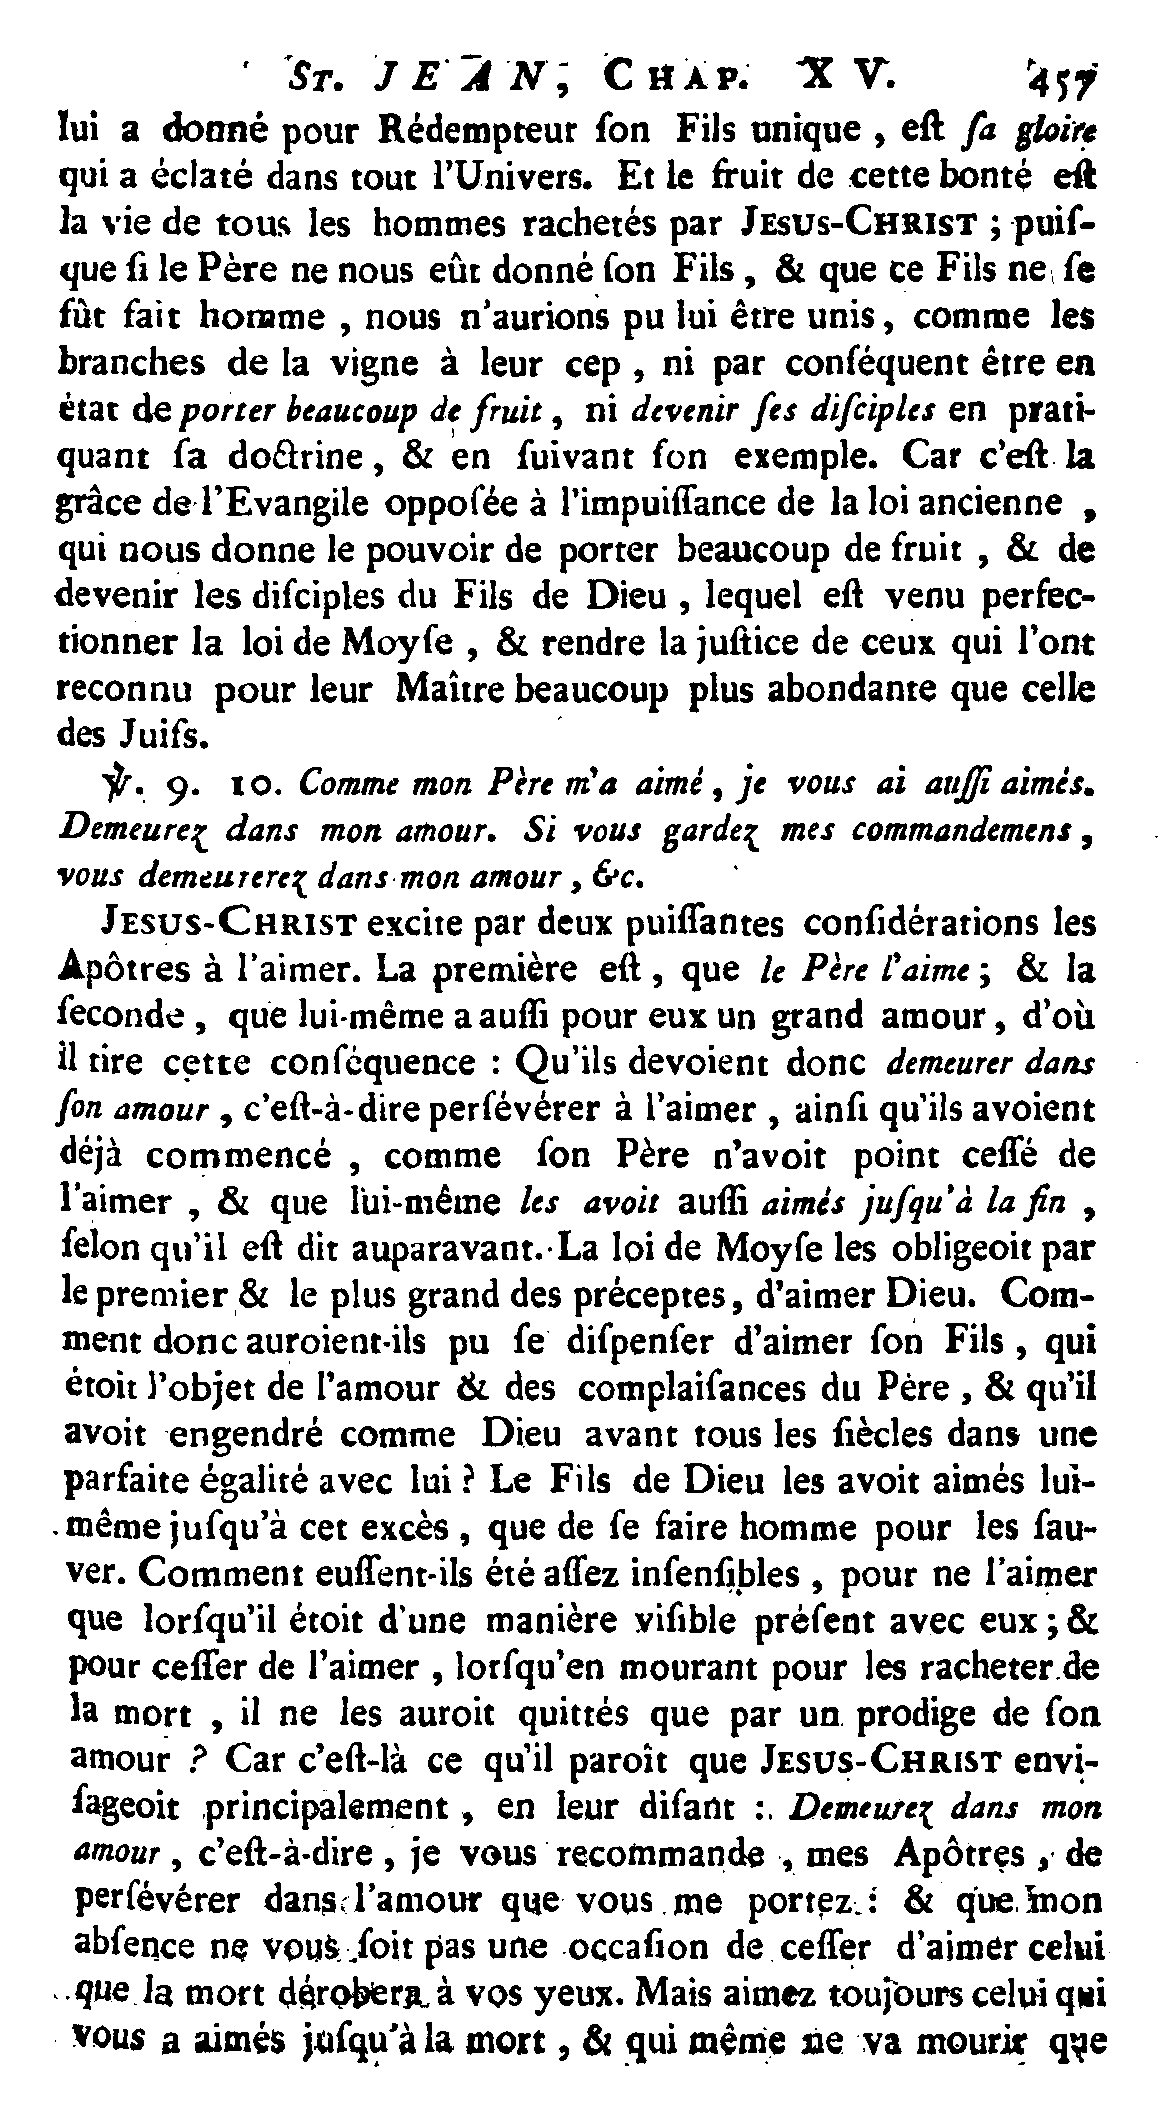 ST. JEAN, CHAP. XV. 457
lui a donné pour Rédempteur ſon Fils unique, eſt ſa gloire
qui a éclaté dans tout l'Univers. Et le fruit de cette bonté eſt
la vie de tous les hommes rachetés par JESUS-CHRIST ; puiſ-
que ſi le Père ne nous eût donné ſon Fils, & que ce Fils ne ſe
fût fait homme, nous n'aurions pu lui être unis, comme les
branches de la vigne à leur cep, ni par conſéquent être en
état de porter beaucoup de fruit, ni devenir ſes diſciples en prati-
quant ſa doctrine, & en ſuivant ſon exemple. Car c'eſt la
grâce de l'Evangile oppoſée à l'impuiſſance de la loi ancienne,
qui nous donne le pouvoir de porter beaucoup de fruit, & de
devenir les diſciples du Fils de Dieu, lequel eſt venu perfec-
tionner la loi de Moyſe, & rendre la juſtice de ceux qui l'ont
reconnu pour leur Maître beaucoup plus abondante que celle
des Juifs.
℣. 9. 10. Comme mon Père m'a aimé, je vous ai auſſi aimés.
Demeurez dans mon amour. Si vous gardez mes commandemens,
vous demeurerez dans mon amour, &c.
JESUS-CHRIST excite par deux puiſſantes conſidérations les
Apôtres à l'aimer. La première eſt, que le Père l'aime ; & la
ſeconde, que lui-même a auſſi pour eux un grand amour, d'où
il tire cette conſéquence : Qu'ils devoient donc demeurer dans
ſon amour, c'eſt-à-dire perſévérer à l'aimer, ainſi qu'ils avoient
déjà commencé, comme ſon Père n'avoit point ceſſé de
l'aimer, & que lui-même les avoit auſſi aimés juſqu'à la fin,
ſelon qu'il eſt dit auparavant. La loi de Moyſe les obligeoit par
le premier & le plus grand des préceptes, d'aimer Dieu. Com-
ment donc auroient-ils pu ſe diſpenſer d'aimer ſon Fils, qui
étoit l'objet de l'amour & des complaiſances du Père, & qu'il
avoit engendré comme Dieu avant tous les ſiècles dans une
parfaite égalité avec lui ? Le Fils de Dieu les avoit aimés lui-
même juſqu'à cet excès, que de ſe faire homme pour les ſau-
ver. Comment euſſent-ils été aſſez inſenſibles, pour ne l'aimer
que lorſqu'il étoit d'une manière viſible préſent avec eux ; &
pour ceſſer de l'aimer, lorſqu'en mourant pour les racheter de
la mort, il ne les auroit quittés que par un prodige de ſon
amour ? Car c'eſt-là ce qu'il paroît que JESUS-CHRIST envi-
ſageoit principalement, en leur diſant : Demeurez dans mon
amour, c'eſt-à-dire, je vous recommande, mes Apôtres, de
perſévérer dans l'amour que vous me portez : & que mon
abſence ne vous ſoit pas une occaſion de ceſſer d'aimer celui
que la mort dérobera à vos yeux. Mais aimez toujours celui qui
vous a aimés juſqu'à la mort, & qui même ne va mourir que